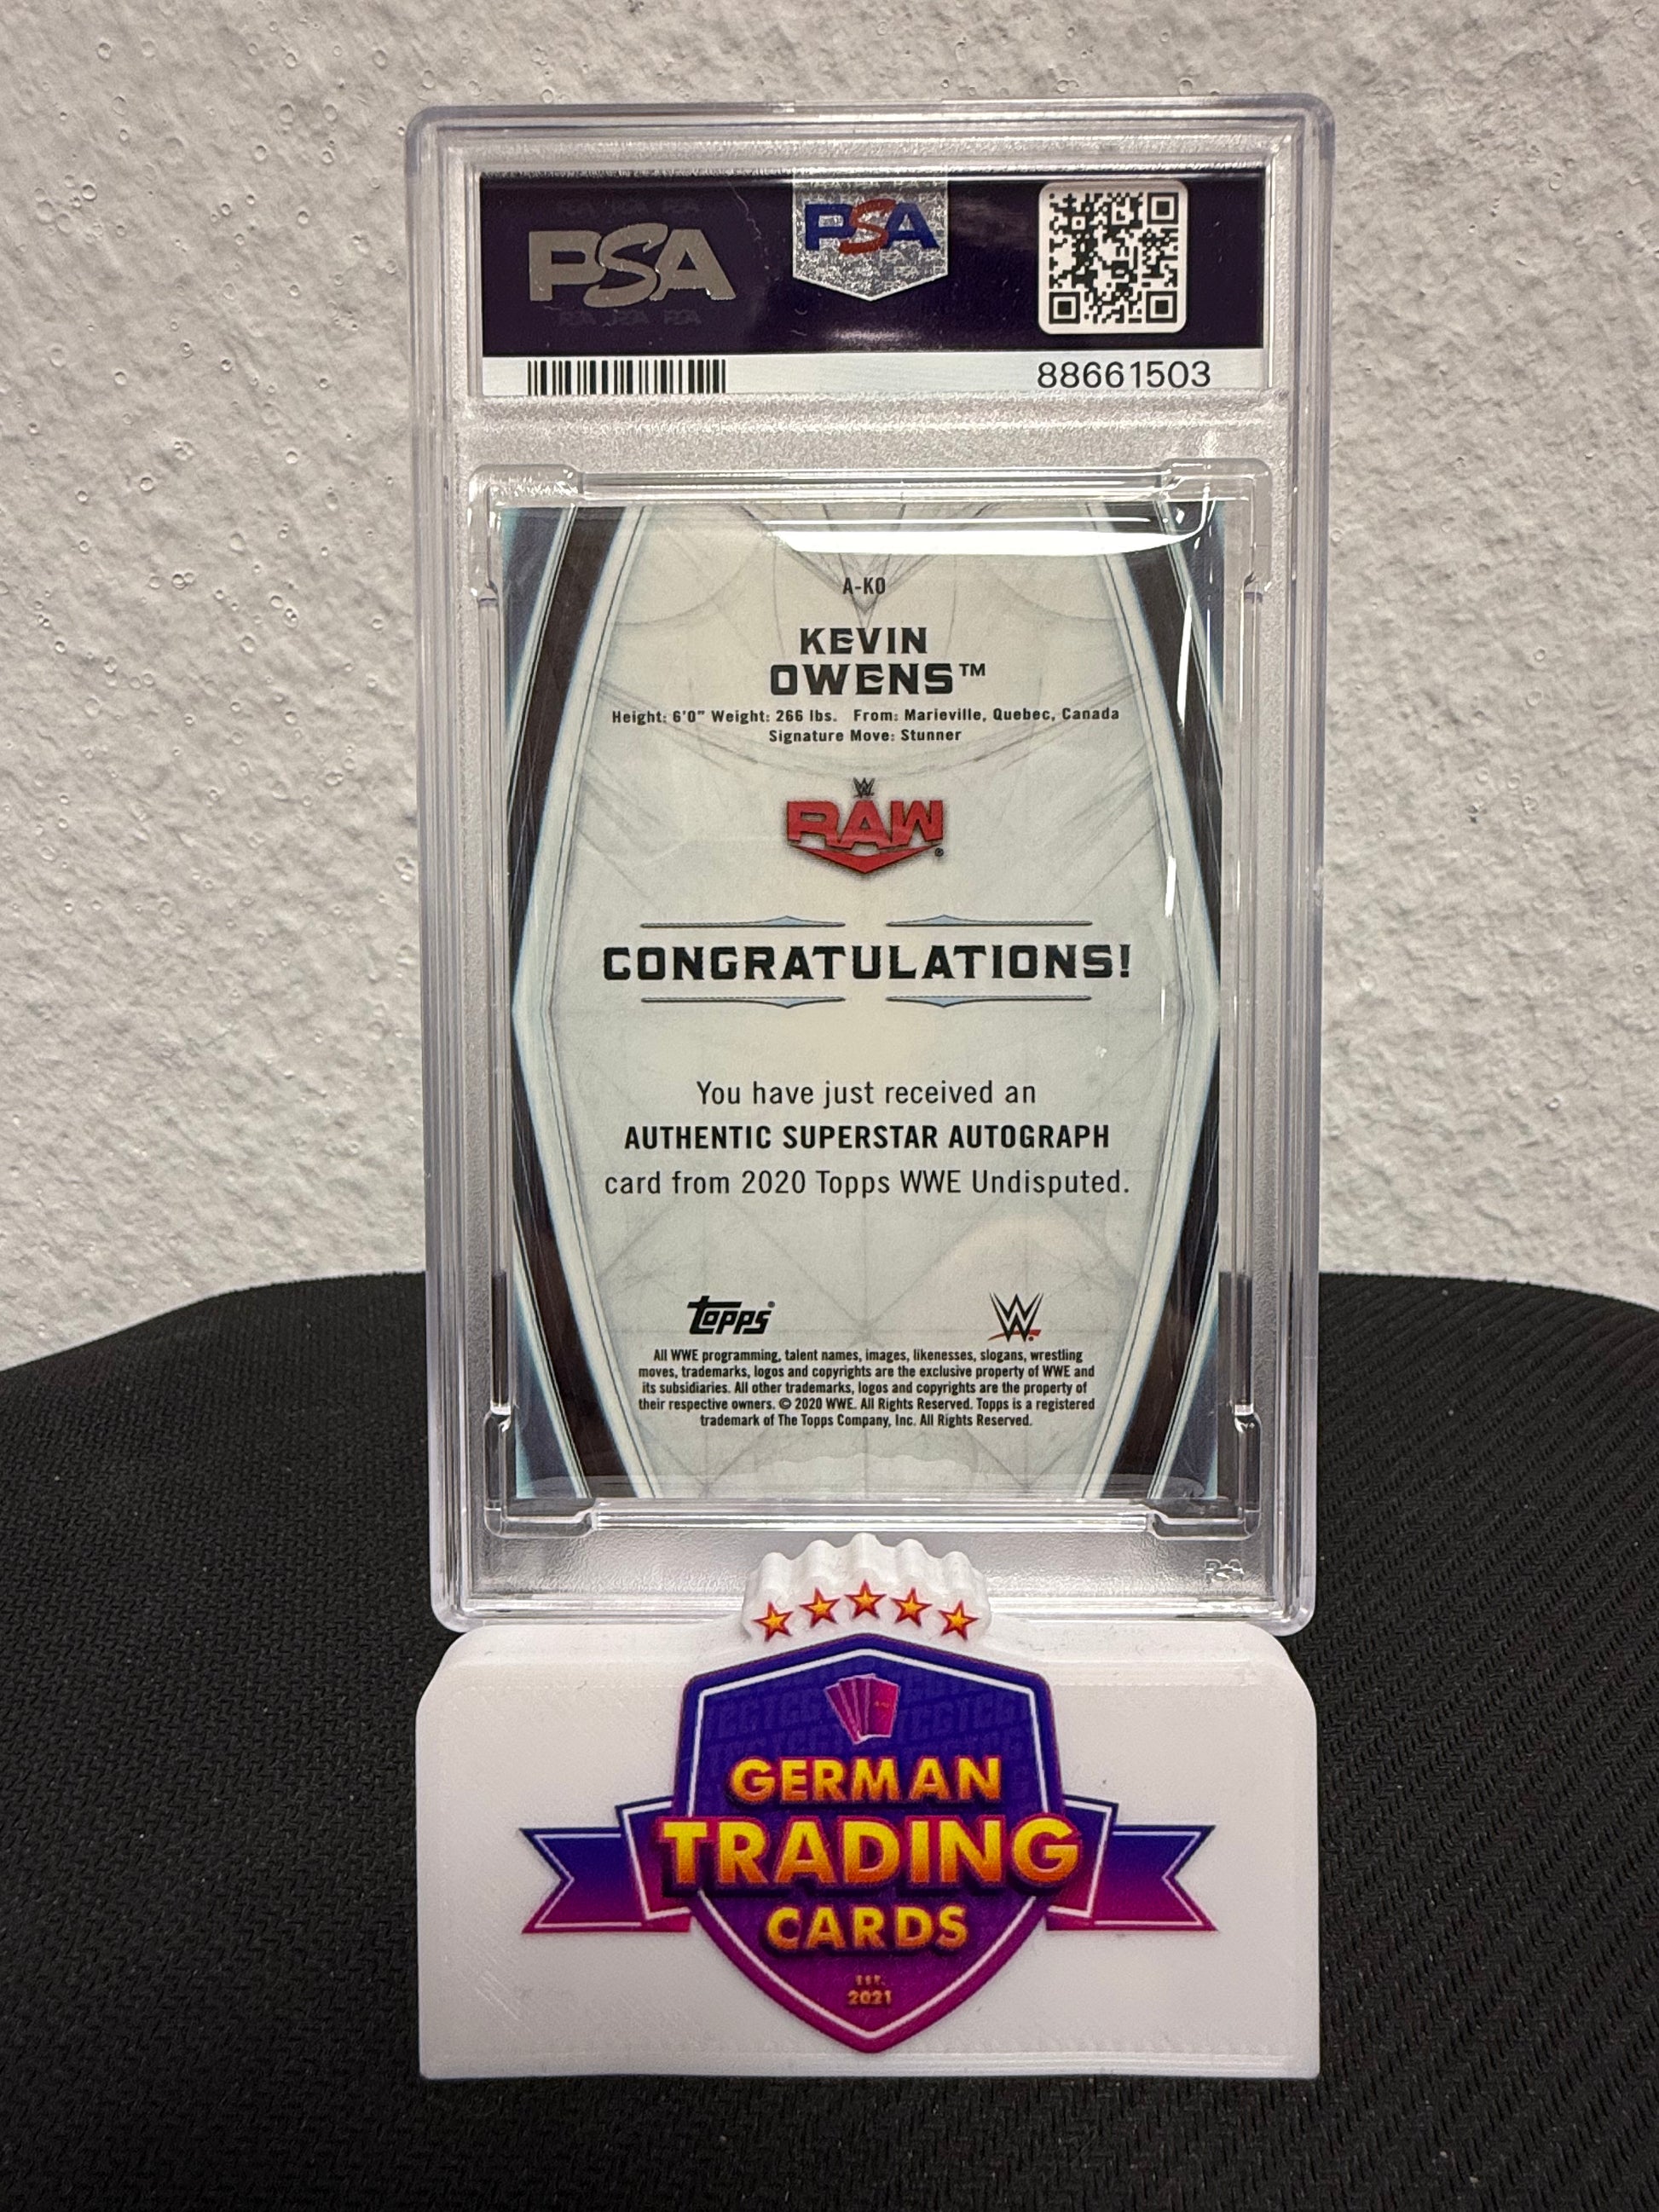 PSA
PSA
88661503
A-KO
KEVIN
OWENS™
Height: 6'0" Weight: 266 lbs. From: Marieville, Quebec, Canada
Signature Move: Stunner
W
RAW
CONGRATULATIONS!
You have just received an
AUTHENTIC SUPERSTAR AUTOGRAPH
card from 2020 Topps WWE Undisputed.
Topps® W
All WWE programming, talent names, images, likenesses, slogans, wrestling
moves, trademarks, logos and copyrights are the exclusive property of WWE and
its subsidiaries. All other trademarks, logos and copyrights are the property of
their respective owners. © 2020 WWE. All Rights Reserved. Topps is a registered
trademark of The Topps Company, Inc. All Rights Reserved.
PSA
GERMAN
TRADING
CARDS
EST.
2021